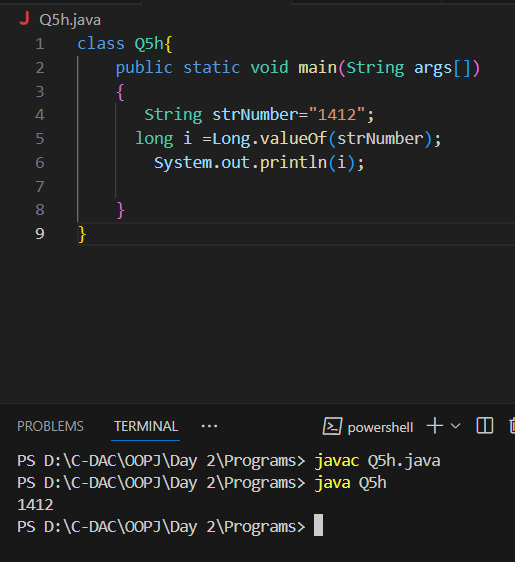 J Q5h.java
1 class Q5h{
2 public static void main(String args[])
3 {
4 String strNumber="1412";
5 long i =Long.valueOf(strNumber);
6 System.out.println(i);
7
8 }
9 }
PROBLEMS TERMINAL ··· powershell
PS D:\C-DAC\OOPJ\Day 2\Programs> javac Q5h.java
PS D:\C-DAC\OOPJ\Day 2\Programs> java Q5h
1412
PS D:\C-DAC\OOPJ\Day 2\Programs>